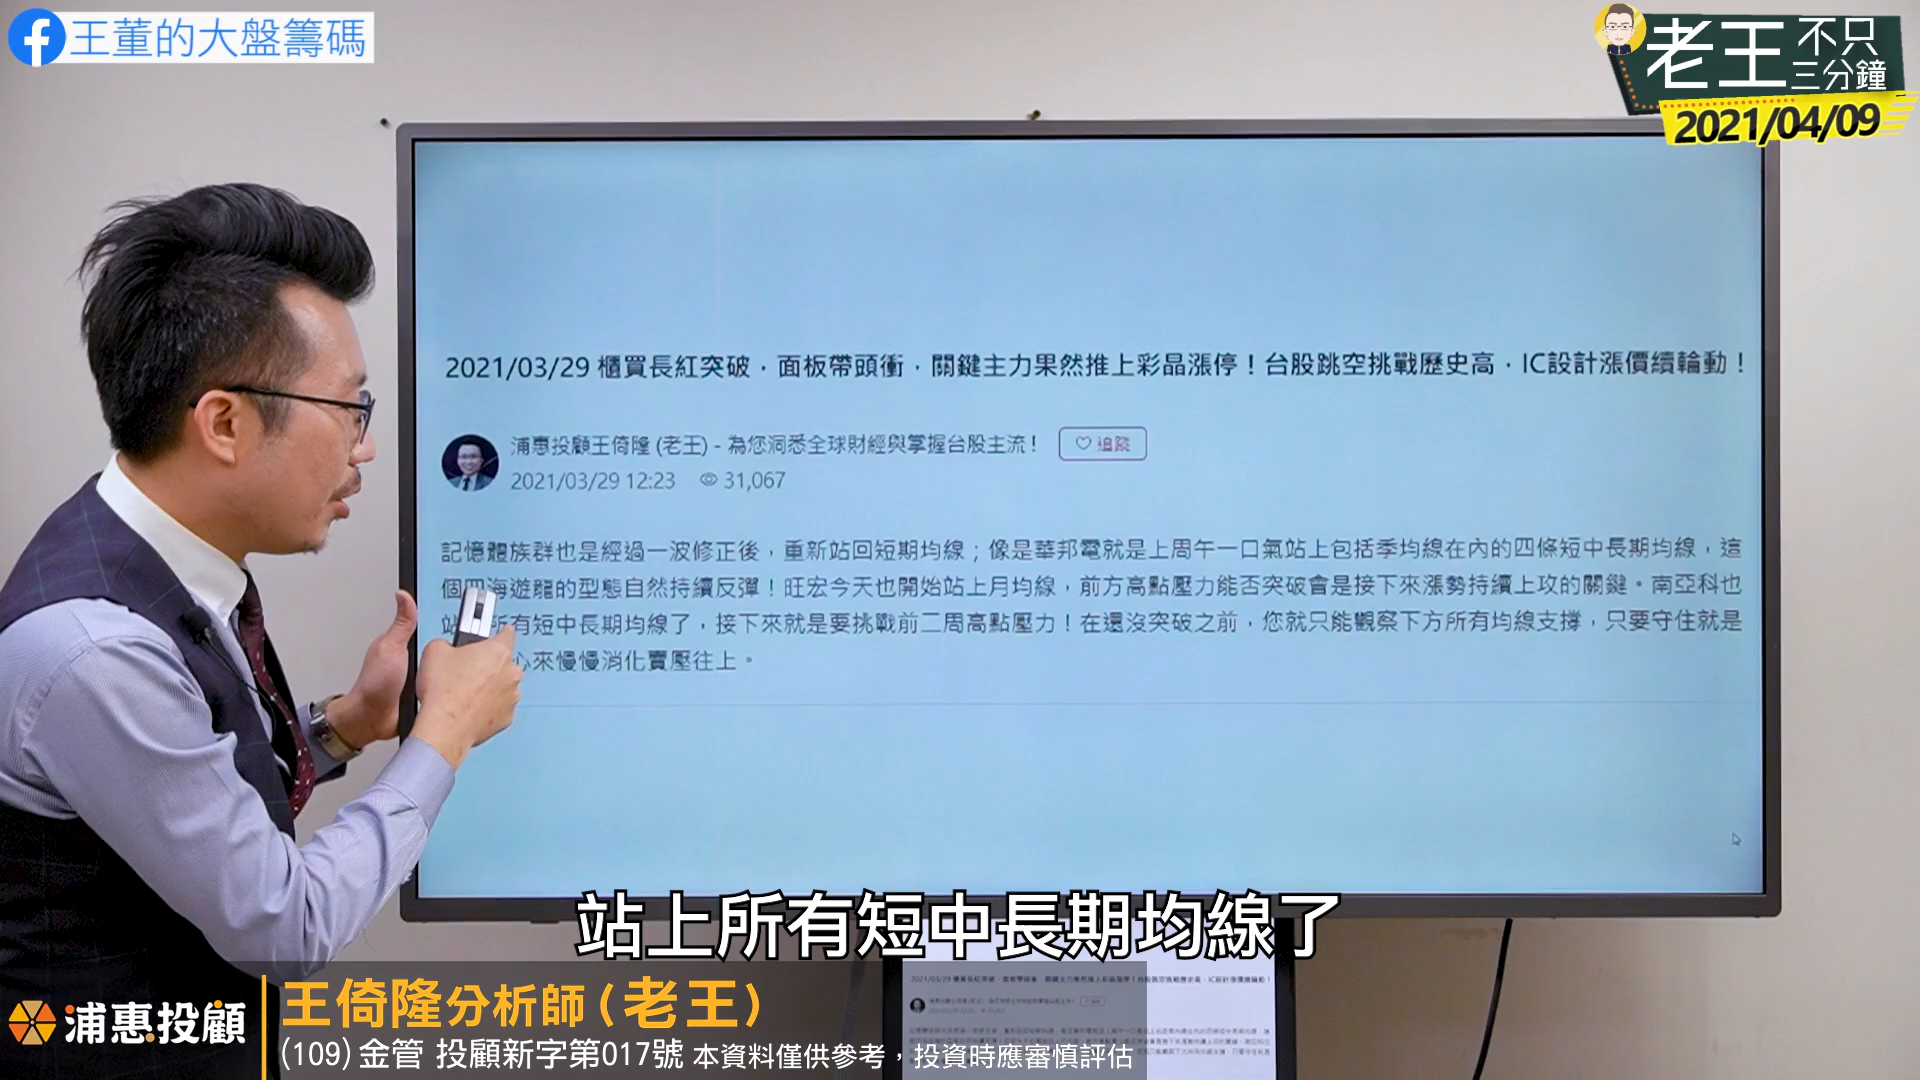 王董的大盤籌碼
老王不只三分鐘
2021/04/09
2021/03/29 櫃買長紅突破，面板帶頭衝，關鍵主力果然推上彩晶漲停！台股跳空挑戰歷史高，IC設計漲價續輪動！
浦惠投顧王倚隆 (老王) - 為您洞悉全球財經與掌握台股主流！ 追蹤
2021/03/29 12:23 31,067
記憶體族群也是經過一波修正後，重新站回短期均線；像是華邦電就是上周午一口氣站上包括季均線在內的四條短中長期均線，這
個四海遊龍的型態自然持續反彈！旺宏今天也開始站上月均線，前方高點壓力能否突破會是接下來漲勢持續上攻的關鍵。南亞科也
站 所有短中長期均線了，接下來就是要挑戰前二周高點壓力！在還沒突破之前，您就只能觀察下方所有均線支撐，只要守住就是
心來慢慢消化賣壓往上。
站上所有短中長期均線了
浦惠投顧
王倚隆分析師(老王)
(109)金管 投顧新字第017號 本資料僅供參考，投資時應審慎評估